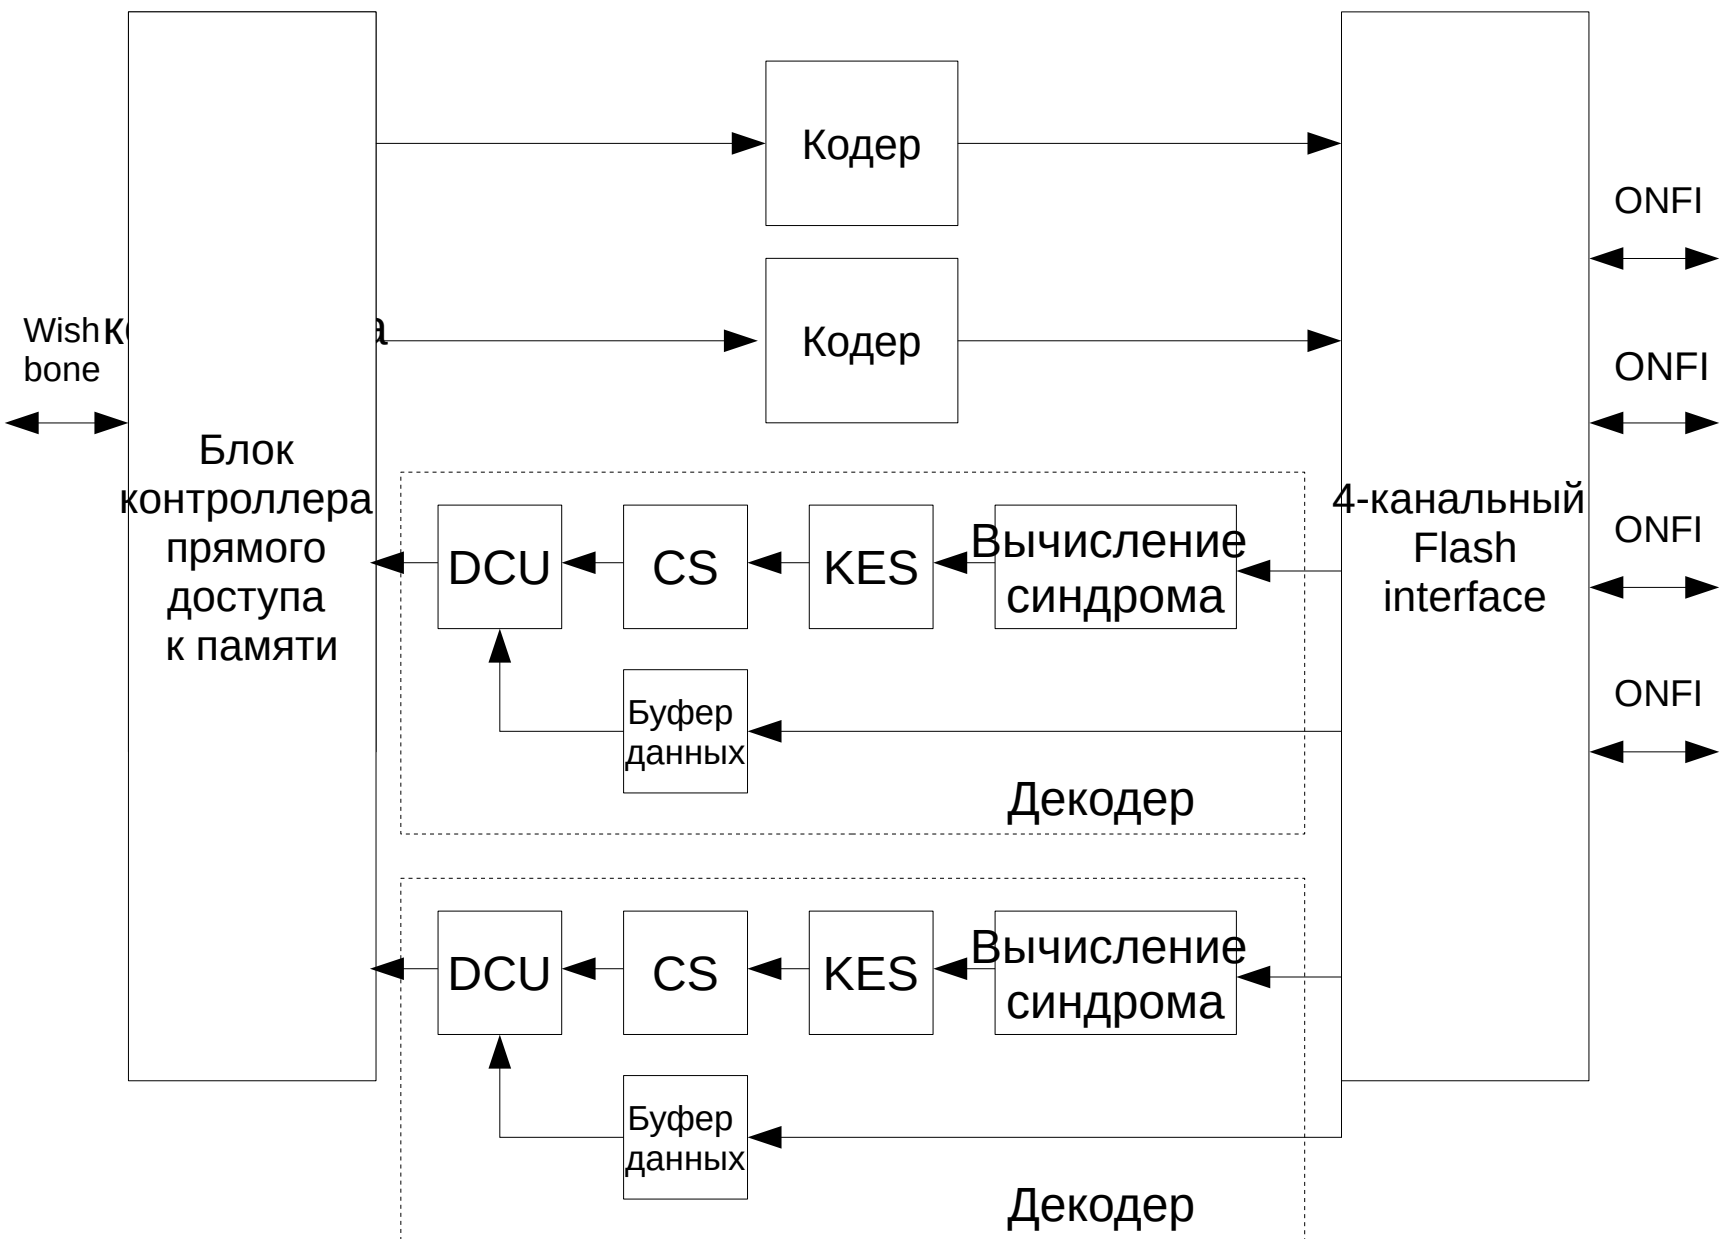 Кодер
ONFI
Кодер
Wish
bone
ONFI
Блок
контроллера
прямого
доступа
к памяти
4-канальный
Flash
interface
ONFI
DCU
CS
KES
Вычисление
синдрома
Буфер
данных
ONFI
Декодер
DCU
CS
KES
Вычисление
синдрома
Буфер
данных
Декодер